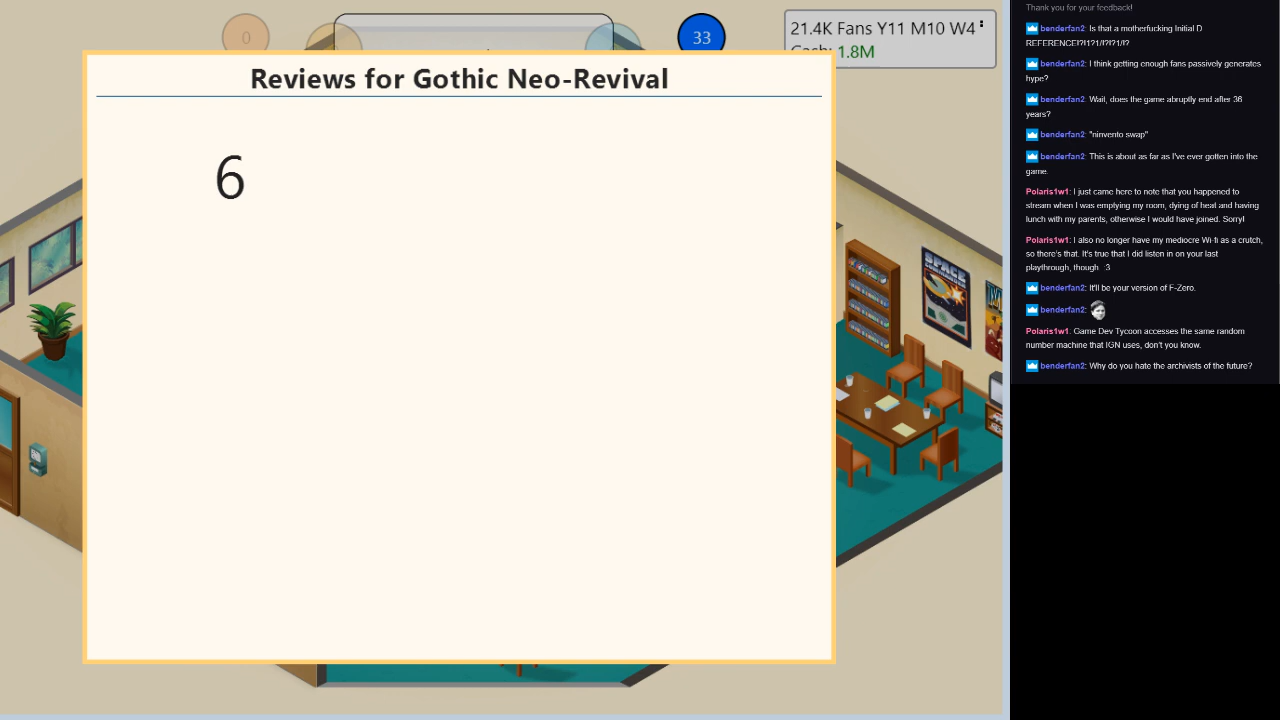 0
33
21.4K Fans Y11 M10 W4
Cash: 1.8M
Reviews for Gothic Neo-Revival
6
SPACE
Thank you for your feedback!
benderfan2: Is that a motherfucking Initial D
REFERENCE!?!1?1/!?!?1/!?
benderfan2: I think getting enough fans passively generates
hype?
benderfan2: Wait, does the game abruptly end after 36
years?
benderfan2: "ninvento swap"
benderfan2: This is about as far as I've ever gotten into the
game.
Polaris1w1: I just came here to note that you happened to
stream when I was emptying my room, dying of heat and having
lunch with my parents, otherwise I would have joined. Sorry!
Polaris1w1: I also no longer have my mediocre Wi-fi as a crutch,
so there's that. It's true that I did listen in on your last
playthrough, though :3
benderfan2: It'll be your version of F-Zero.
benderfan2:
Polaris1w1: Game Dev Tycoon accesses the same random
number machine that IGN uses, don't you know.
benderfan2: Why do you hate the archivists of the future?